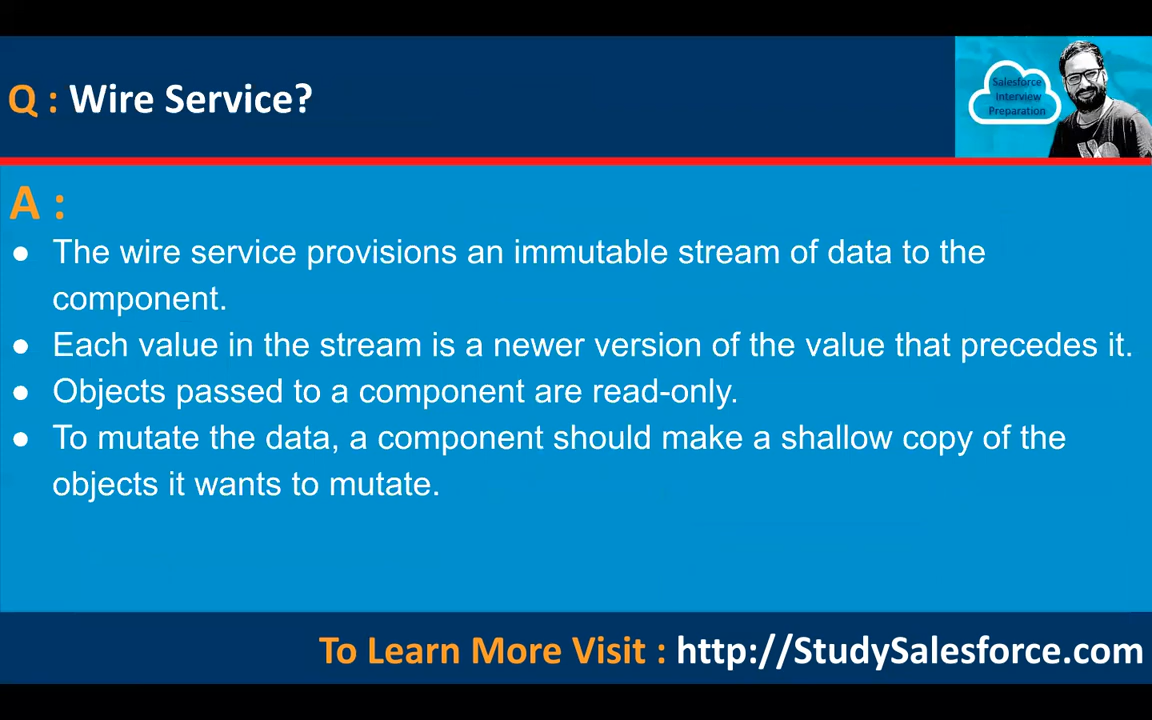 Q : Wire Service?
Salesforce
Interview
Preparation
A :
● The wire service provisions an immutable stream of data to the
component.
● Each value in the stream is a newer version of the value that precedes it.
● Objects passed to a component are read-only.
● To mutate the data, a component should make a shallow copy of the
objects it wants to mutate.
To Learn More Visit : http://StudySalesforce.com